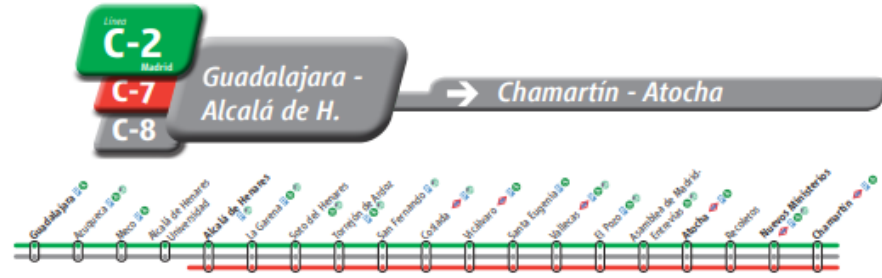 Línea
C-2
Madrid
C-7
C-8
Guadalajara -
Alcalá de H.
Chamartín - Atocha
Guadalajara
Azuqueca
Meco
Alcalá de Henares
Universidad
Alcalá de Henares
La Garena
Soto del Henares
Torrejón de Ardoz
San Fernando
Coslada
Vicálvaro
Santa Eugenia
Vallecas
El Pozo
Asamblea de Madrid-
Entrevías
Atocha
Recoletos
Nuevos Ministerios
Chamartín